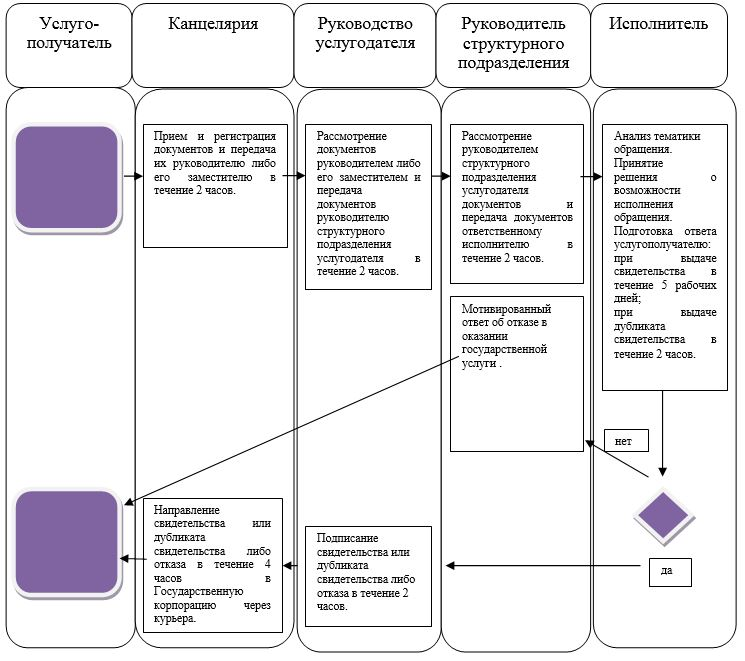 Услуго-
получатель
Канцелярия
Руководство
услугодателя
Руководитель
структурного
подразделения
Исполнитель
Прием и регистрация
документов и передача
их руководителю либо
его заместителю в
течение 2 часов.
Рассмотрение
документов
руководителем либо
его заместителем и
передача
документов
руководителю
структурного
подразделения
услугодателя в
течение 2 часов.
Рассмотрение
руководителем
структурного
подразделения
услугодателя
документов и
передача документов
ответственному
исполнителю в
течение 2 часов.
Анализ тематики
обращения.
Принятие
решения о
возможности
исполнения
обращения.
Подготовка ответа
услугополучателю:
при выдаче
свидетельства в
течение 5 рабочих
дней;
при выдаче
дубликата
свидетельства в
течение 2 часов.
Мотивированный
ответ об отказе в
оказании
государственной
услуги .
нет
да
Подписание
свидетельства или
дубликата
свидетельства либо
отказа в течение 2
часов.
Направление
свидетельства или
дубликата
свидетельства либо
отказа в течение 4
часов в
Государственную
корпорацию через
курьера.